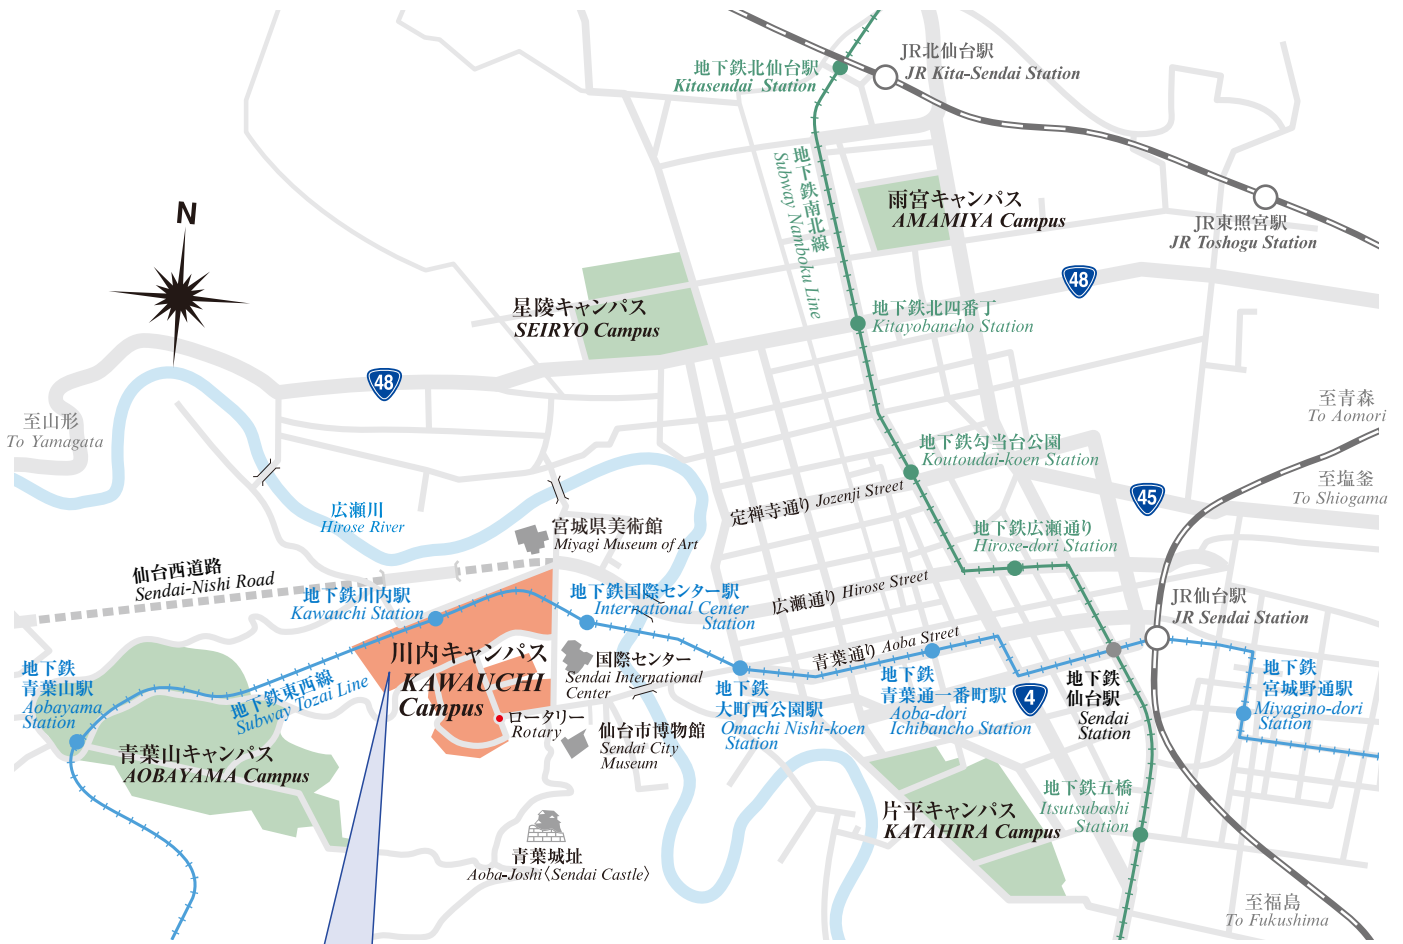 JR北仙台駅
JR Kita-Sendai Station
地下鉄北仙台駅
Kitasendai Station
地下鉄南北線
Subway Namboku Line
雨宮キャンパス
AMAMIYA Campus
JR東照宮駅
JR Toshogu Station
N
48
星陵キャンパス
SEIRYO Campus
地下鉄北四番丁
Kitayobancho Station
48
至山形
To Yamagata
至青森
To Aomori
地下鉄勾当台公園
Koutoudai-koen Station
至塩釜
To Shiogama
45
定禅寺通り Jozenji Street
広瀬川
Hirose River
宮城県美術館
Miyagi Museum of Art
地下鉄広瀬通り
Hirose-dori Station
仙台西道路
Sendai-Nishi Road
地下鉄川内駅
Kawauchi Station
地下鉄国際センター駅
International Center
Station
広瀬通り Hirose Street
JR仙台駅
JR Sendai Station
青葉通り Aoba Street
川内キャンパス
KAWAUCHI
Campus
国際センター
Sendai International
Center
地下鉄
青葉山駅
Aobayama
Station
地下鉄東西線
Subway Tozai Line
ロータリー
Rotary
仙台市博物館
Sendai City
Museum
地下鉄
大町西公園駅
Omachi Nishi-koen
Station
地下鉄
青葉通一番町駅
Aoba-dori
Ichibancho Station
4
地下鉄
仙台駅
Sendai
Station
地下鉄
宮城野通駅
Miyagino-dori
Station
青葉山キャンパス
AOBAYAMA Campus
片平キャンパス
KATAHIRA Campus
地下鉄五橋
Itsutsubashi
Station
青葉城址
Aoba-Joshi〈Sendai Castle〉
至福島
To Fukushima